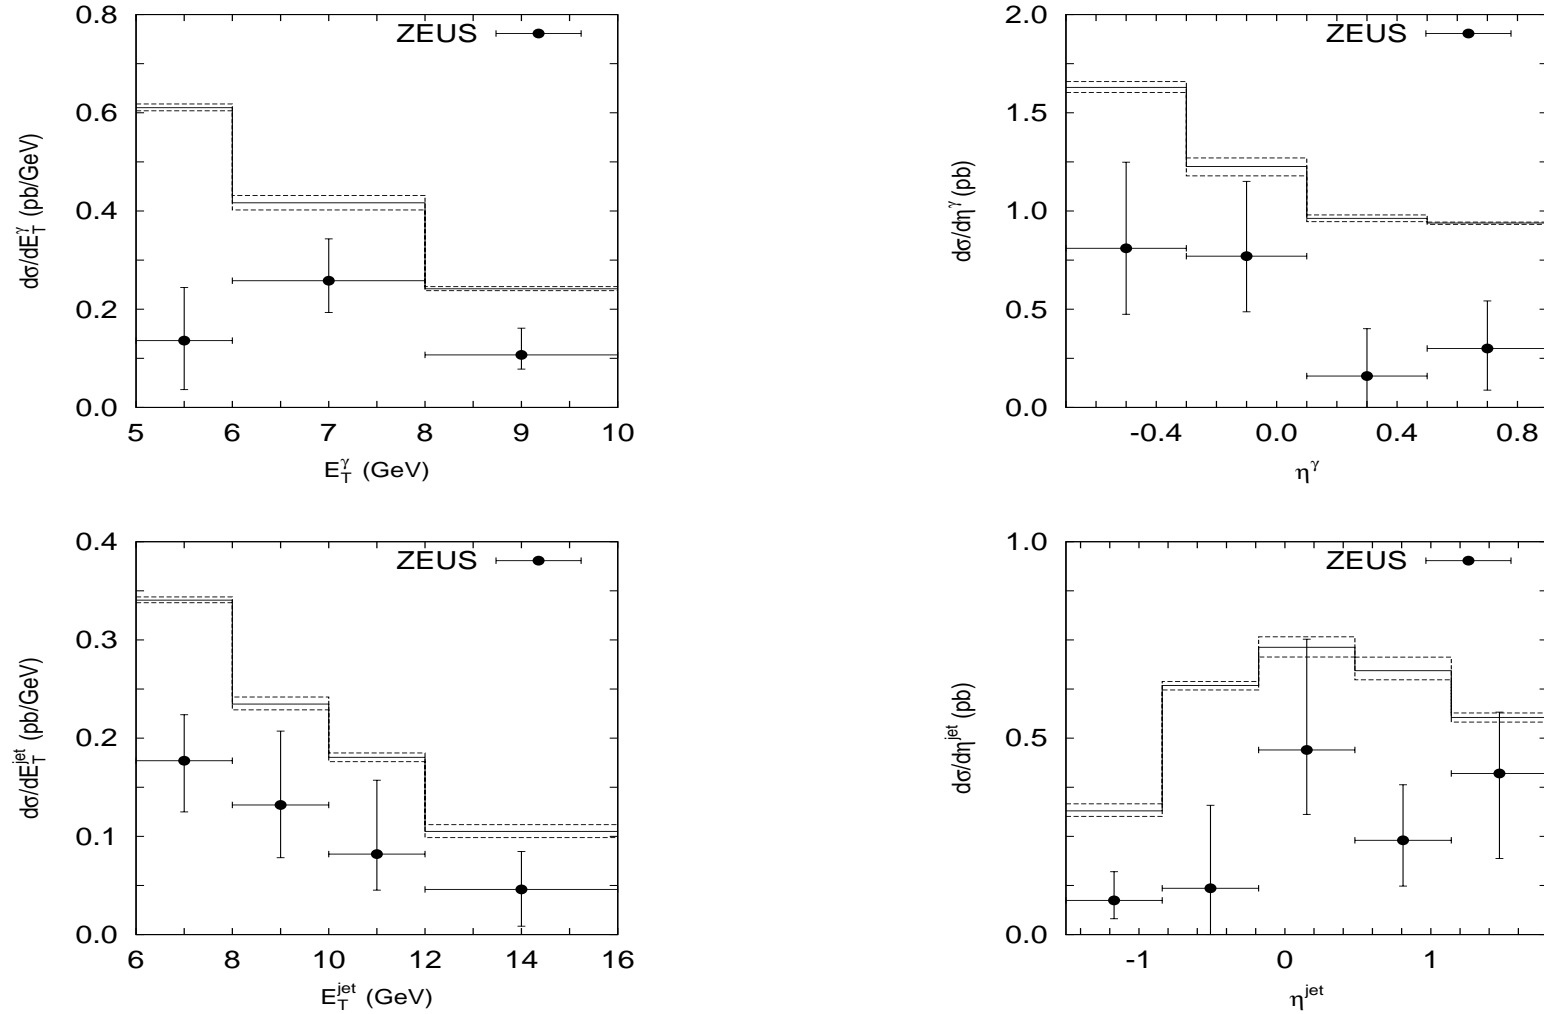 0.8
0.6
0.4
0.2
0.0
5 6 7 8 9 10
ZEUS
dσ/dE_T^γ (pb/GeV)
E_T^γ (GeV)
2.0
1.5
1.0
0.5
0.0
-0.4 0.0 0.4 0.8
ZEUS
dσ/dη^γ (pb)
η^γ
0.4
0.3
0.2
0.1
0.0
6 8 10 12 14 16
ZEUS
dσ/dE_T^jet (pb/GeV)
E_T^jet (GeV)
1.0
0.5
0.0
-1 0 1
ZEUS
dσ/dη^jet (pb)
η^jet